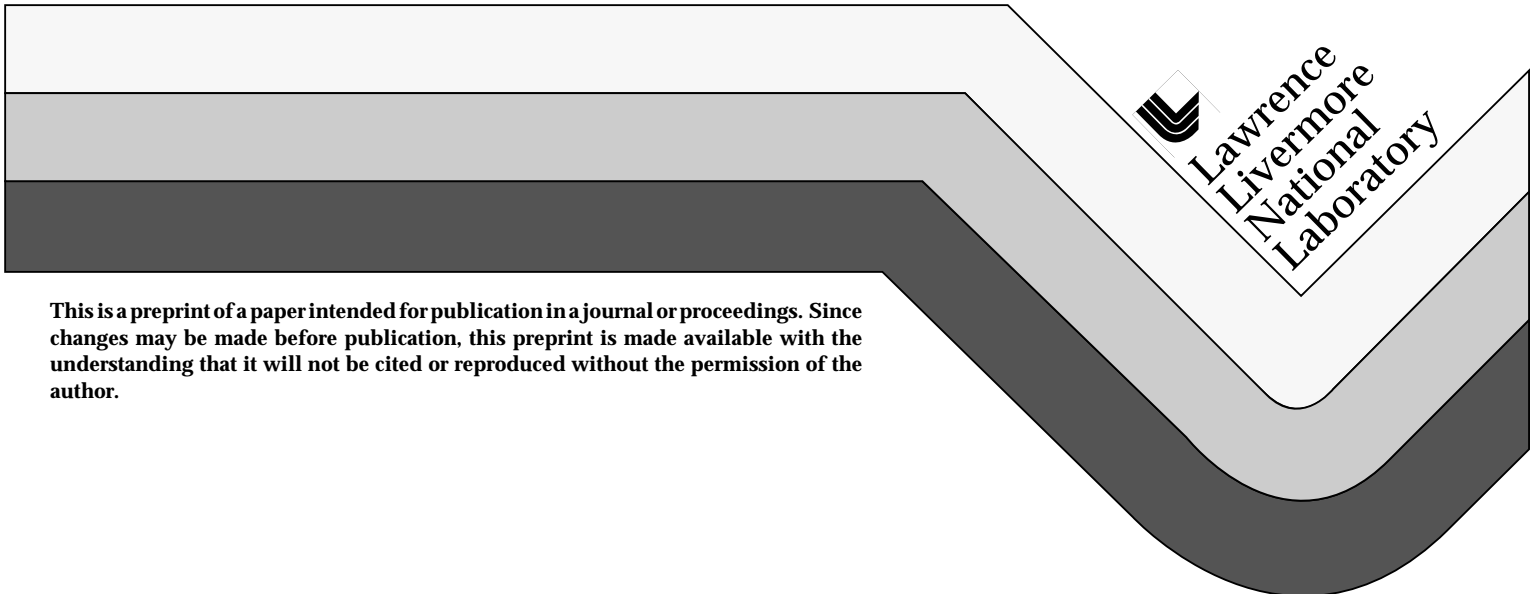 Lawrence
Livermore
National
Laboratory
This is a preprint of a paper intended for publication in a journal or proceedings. Since
changes may be made before publication, this preprint is made available with the
understanding that it will not be cited or reproduced without the permission of the
author.